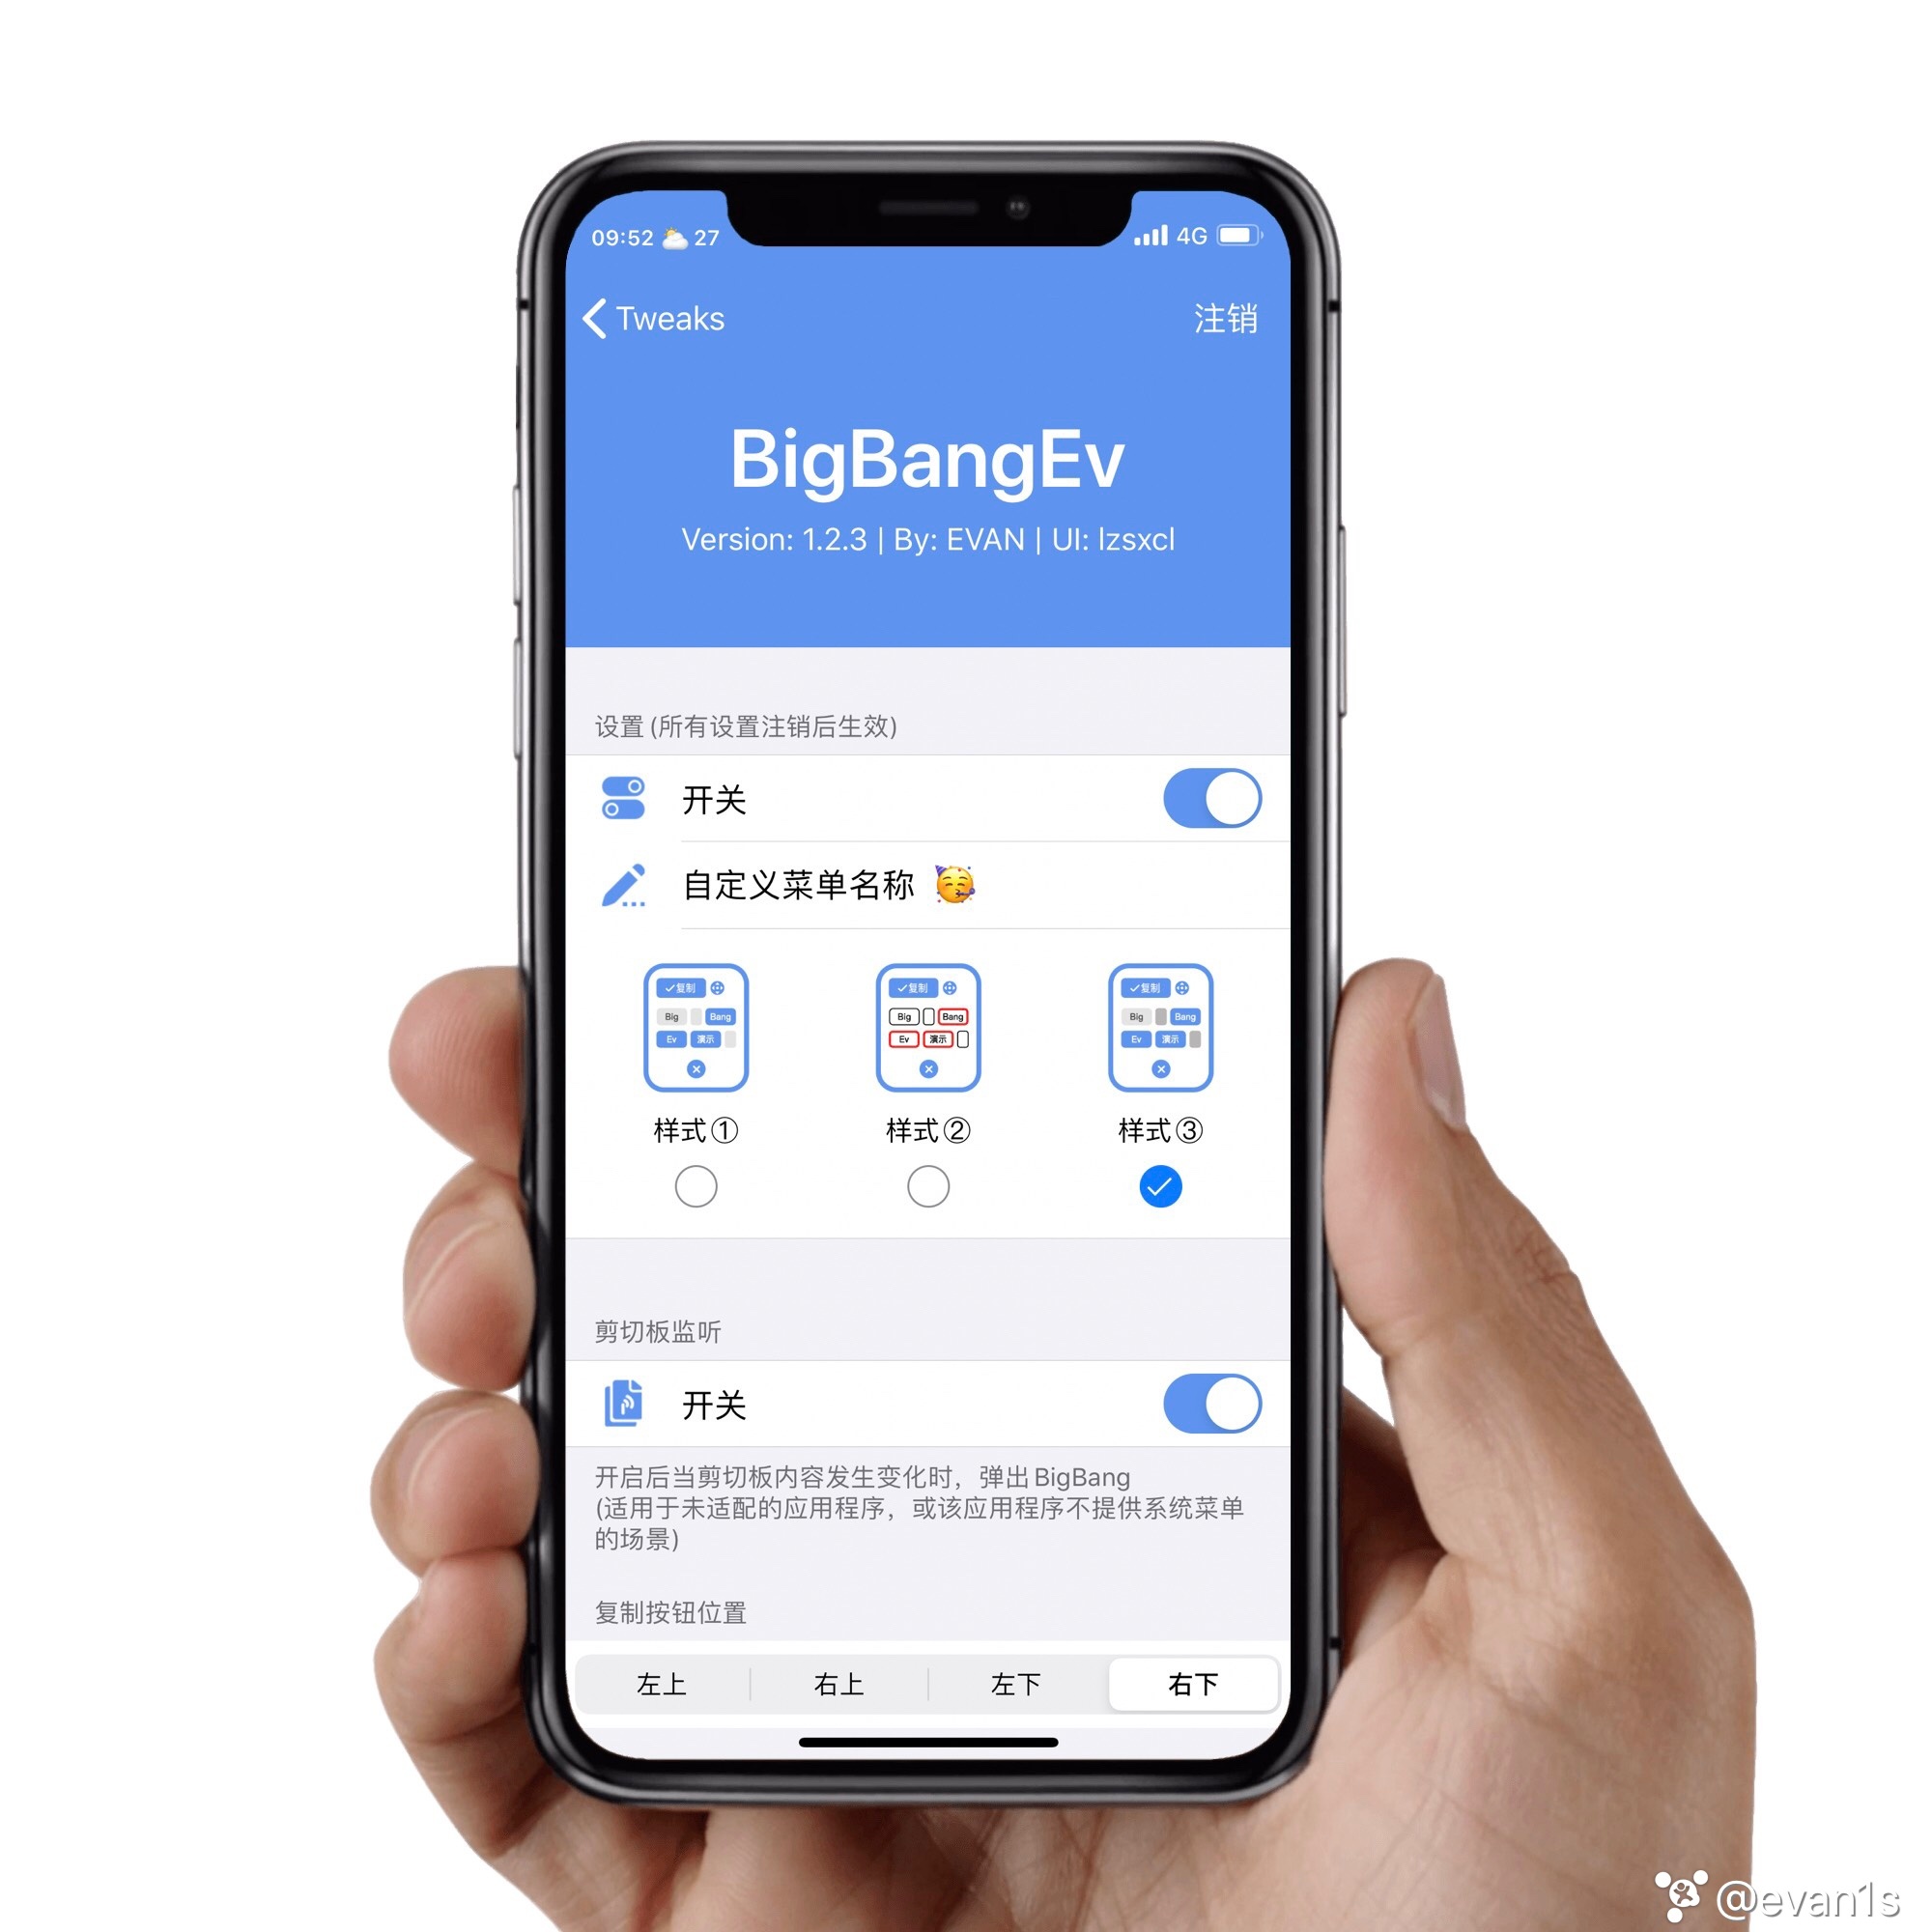 09:52 27
4G
Tweaks
注销
BigBangEv
Version: 1.2.3 | By: EVAN | UI: lzsxcl
设置 (所有设置注销后生效)
开关
自定义菜单名称 🥳
复制
Big Bang
Ev 演示
复制
Big Bang
Ev 演示
复制
Big Bang
Ev 演示
样式① 样式② 样式③
剪切板监听
开关
开启后当剪切板内容发生变化时，弹出 BigBang
(适用于未适配的应用程序，或该应用程序不提供系统菜单
的场景)
复制按钮位置
左上 右上 左下 右下
@evan1s